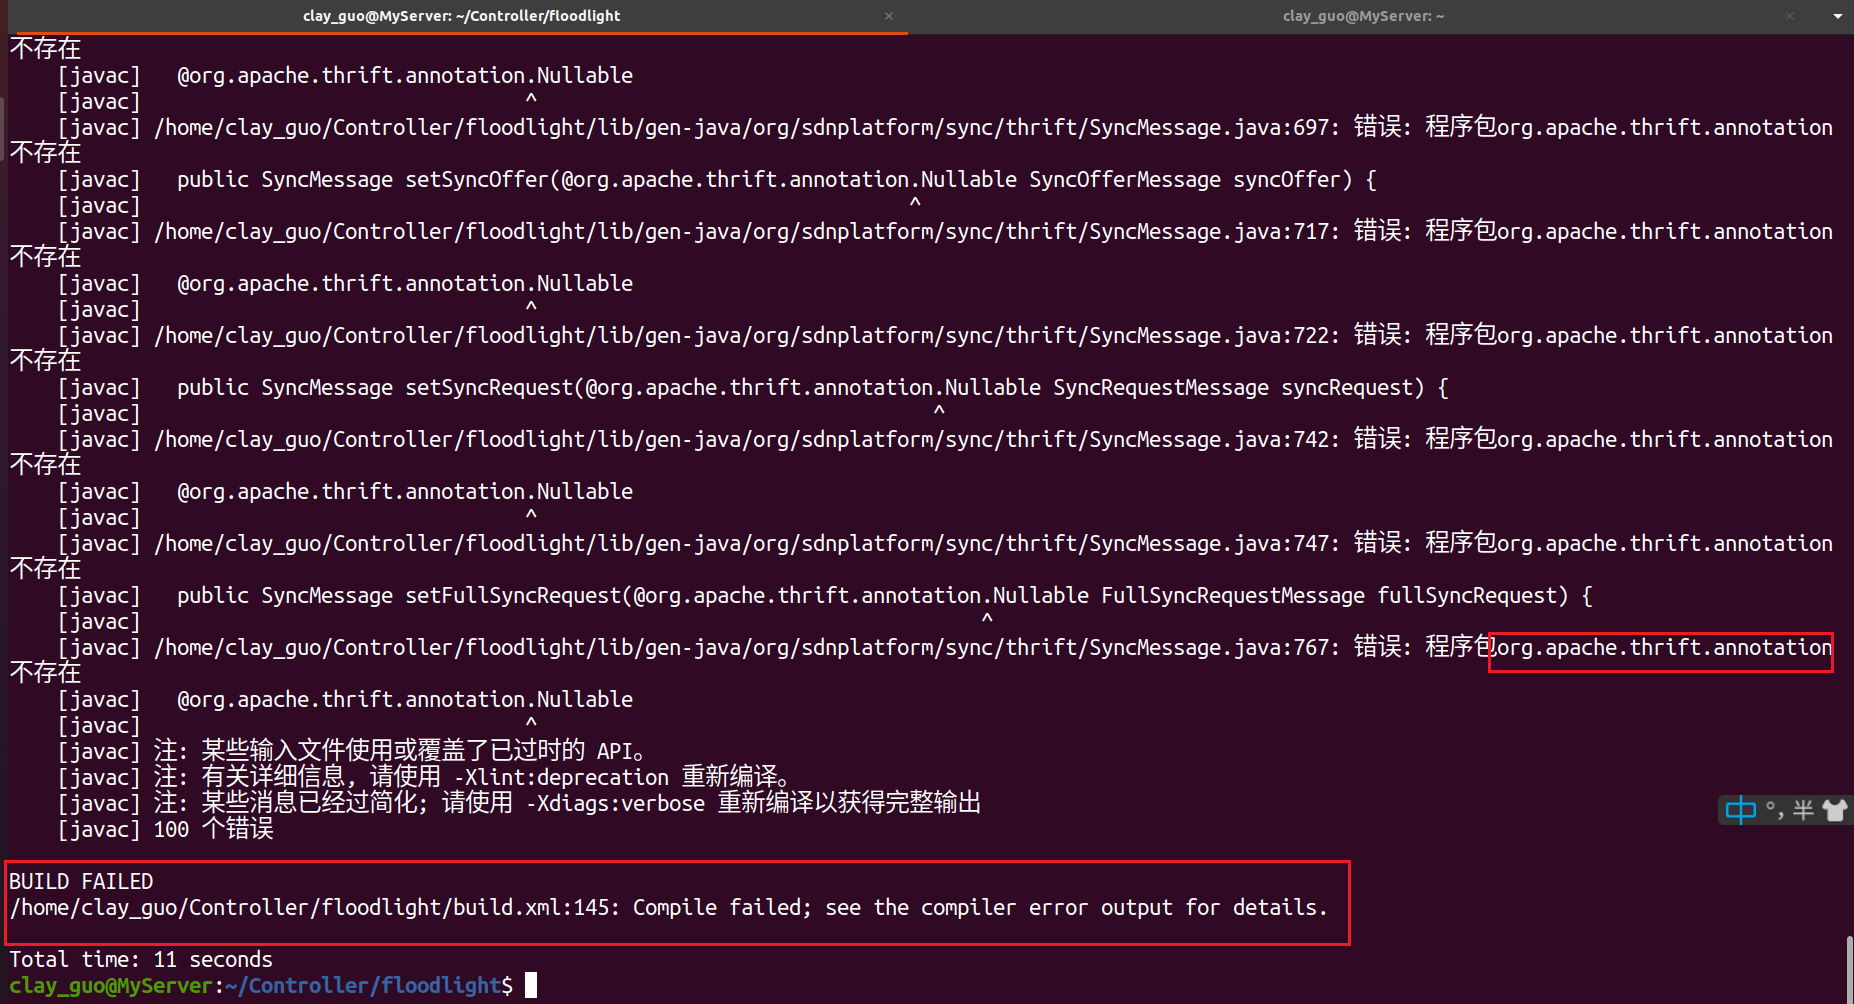 clay_guo@MyServer: ~/Controller/floodlight × clay_guo@MyServer: ~ ×
不存在
[javac]   @org.apache.thrift.annotation.Nullable
[javac]                                ^
[javac] /home/clay_guo/Controller/floodlight/lib/gen-java/org/sdnplatform/sync/thrift/SyncMessage.java:697: 错误: 程序包org.apache.thrift.annotation
不存在
[javac]   public SyncMessage setSyncOffer(@org.apache.thrift.annotation.Nullable SyncOfferMessage syncOffer) {
[javac]                                                                ^
[javac] /home/clay_guo/Controller/floodlight/lib/gen-java/org/sdnplatform/sync/thrift/SyncMessage.java:717: 错误: 程序包org.apache.thrift.annotation
不存在
[javac]   @org.apache.thrift.annotation.Nullable
[javac]                                ^
[javac] /home/clay_guo/Controller/floodlight/lib/gen-java/org/sdnplatform/sync/thrift/SyncMessage.java:722: 错误: 程序包org.apache.thrift.annotation
不存在
[javac]   public SyncMessage setSyncRequest(@org.apache.thrift.annotation.Nullable SyncRequestMessage syncRequest) {
[javac]                                                                  ^
[javac] /home/clay_guo/Controller/floodlight/lib/gen-java/org/sdnplatform/sync/thrift/SyncMessage.java:742: 错误: 程序包org.apache.thrift.annotation
不存在
[javac]   @org.apache.thrift.annotation.Nullable
[javac]                                ^
[javac] /home/clay_guo/Controller/floodlight/lib/gen-java/org/sdnplatform/sync/thrift/SyncMessage.java:747: 错误: 程序包org.apache.thrift.annotation
不存在
[javac]   public SyncMessage setFullSyncRequest(@org.apache.thrift.annotation.Nullable FullSyncRequestMessage fullSyncRequest) {
[javac]                                                                      ^
[javac] /home/clay_guo/Controller/floodlight/lib/gen-java/org/sdnplatform/sync/thrift/SyncMessage.java:767: 错误: 程序包org.apache.thrift.annotation
不存在
[javac]   @org.apache.thrift.annotation.Nullable
[javac]                                ^
[javac] 注: 某些输入文件使用或覆盖了已过时的 API。
[javac] 注: 有关详细信息, 请使用 -Xlint:deprecation 重新编译。
[javac] 注: 某些消息已经过简化; 请使用 -Xdiags:verbose 重新编译以获得完整输出
中 °, 半
[javac] 100 个错误
BUILD FAILED
/home/clay_guo/Controller/floodlight/build.xml:145: Compile failed; see the compiler error output for details.
Total time: 11 seconds
clay_guo@MyServer:~/Controller/floodlight$